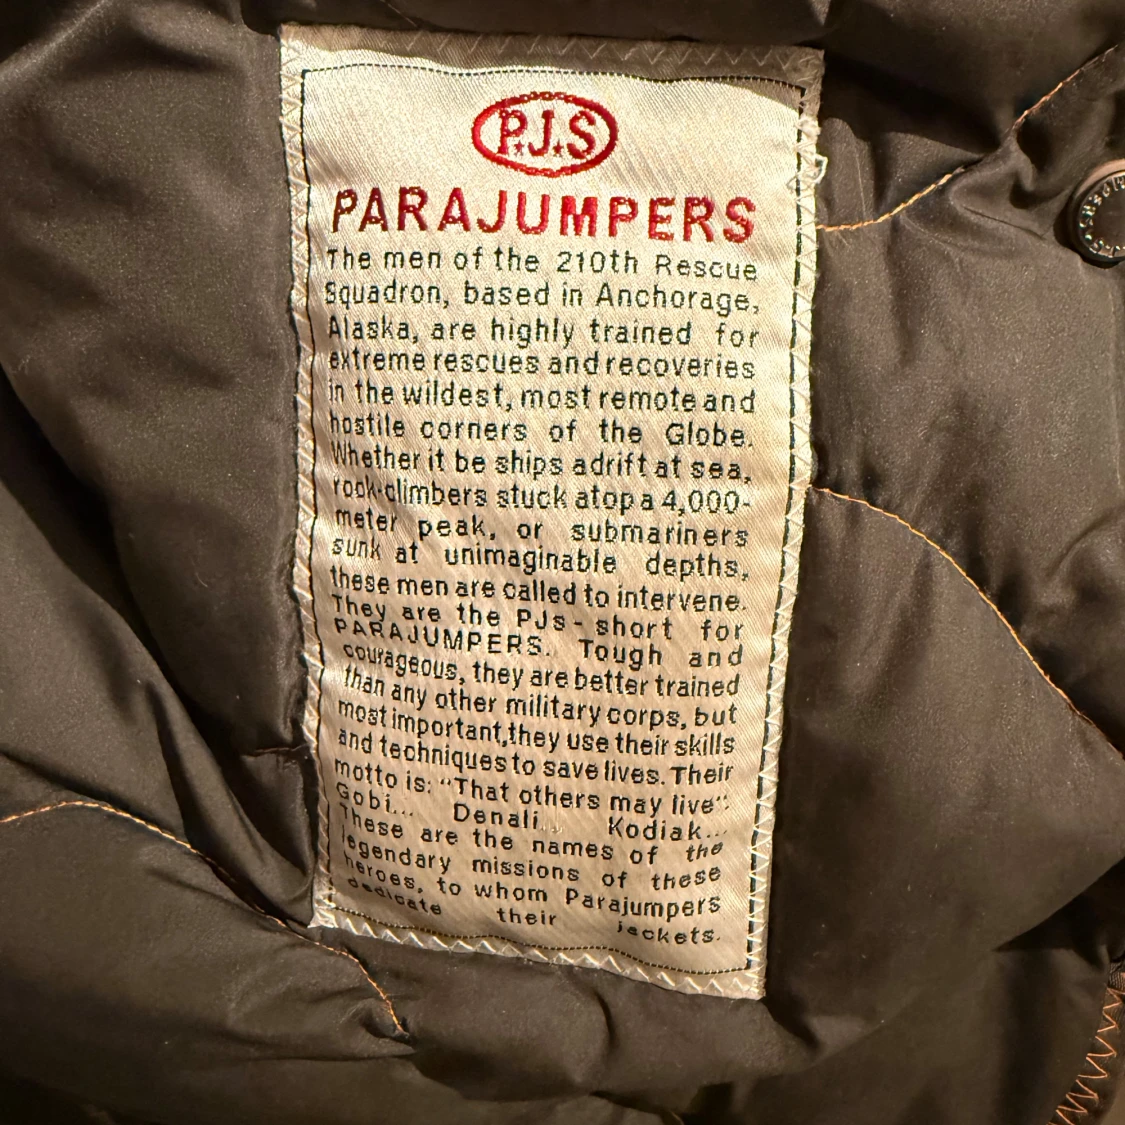 P.J.S
PARAJUMPERS
The men of the 210th Rescue
Squadron, based in Anchorage,
Alaska, are highly trained for
extreme rescues and recoveries
in the wildest, most remote and
hostile corners of the Globe.
Whether it be ships adrift at sea,
rock-climbers stuck atop a 4,000-
meter peak, or submariners
sunk at unimaginable depths,
these men are called to intervene.
They are the PJs - short for
PARAJUMPERS. Tough and
courageous, they are better trained
than any other military corps, but
most important,they use their skills
and techniques to save lives. Their
motto is: “That others may live”.
Gobi... Denali... Kodiak...
These are the names of the
legendary missions of these
heroes, to whom Parajumpers
dedicate their jackets.